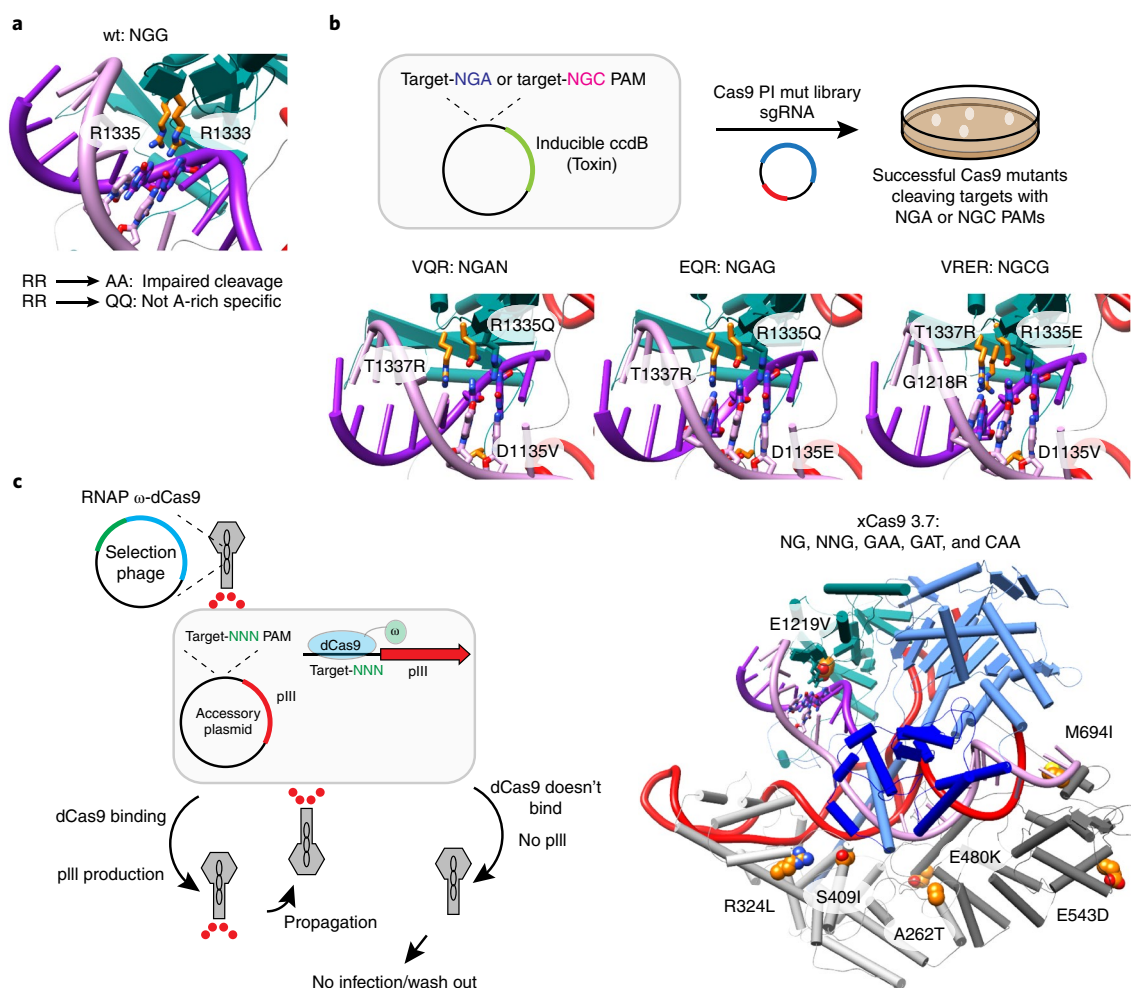 a
wt: NGG
R1335
R1333
RR → AA: Impaired cleavage
RR → QQ: Not A-rich specific
b
Target-NGA or target-NGC PAM
Inducible ccdB
(Toxin)
Cas9 PI mut library
sgRNA
Successful Cas9 mutants
cleaving targets with
NGA or NGC PAMs
VQR: NGAN
R1335Q
T1337R
D1135V
EQR: NGAG
R1335Q
T1337R
D1135E
VRER: NGCG
T1337R
R1335E
G1218R
D1135V
c
RNAP ω-dCas9
Selection
phage
Target-NNN PAM
pIII
Accessory
plasmid
dCas9
ω
Target-NNN
pIII
dCas9 binding
pIII production
Propagation
dCas9 doesn't
bind
No pIII
No infection/wash out
xCas9 3.7:
NG, NNG, GAA, GAT, and CAA
E1219V
M694I
R324L
S409I
E480K
A262T
E543D